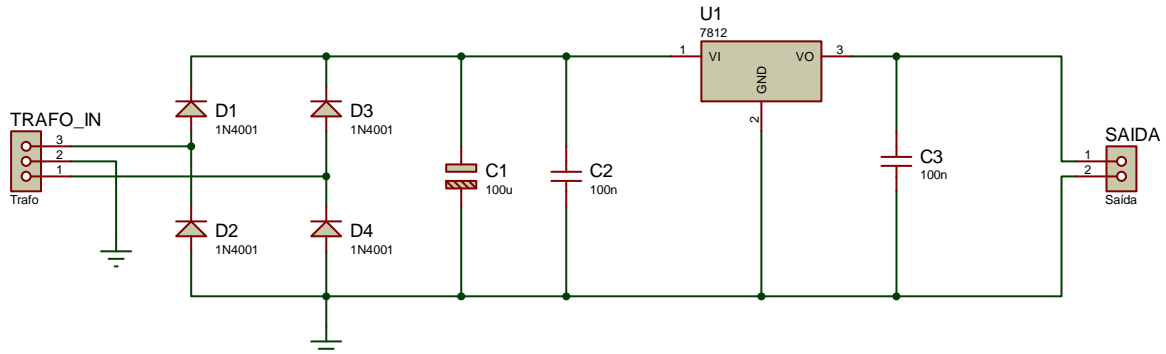 U1
7812
1
VI
VO
3
GND
2
D1
1N4001
D3
1N4001
TRAFO_IN
3
2
1
Trafo
C1
100u
C2
100n
C3
100n
SAIDA
1
2
Saída
D2
1N4001
D4
1N4001